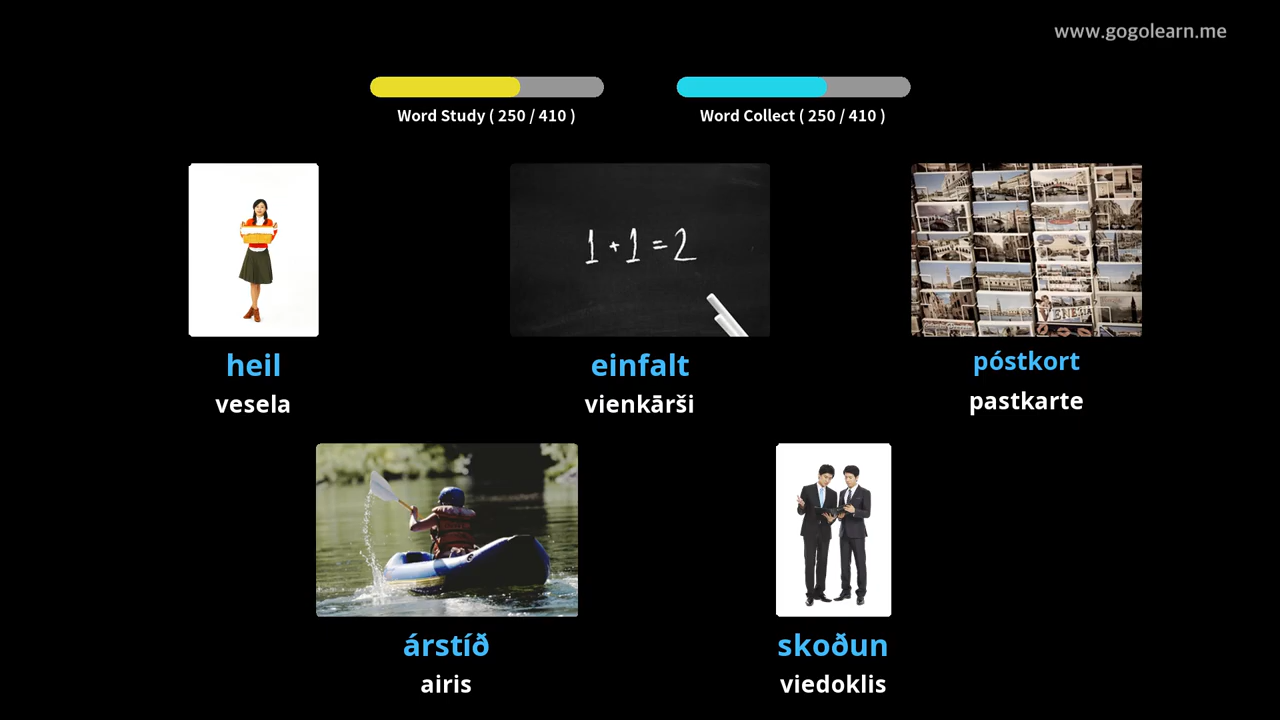 www.gogolearn.me
Word Study ( 250 / 410 )
Word Collect ( 250 / 410 )
1 + 1 = 2
VENEZIA
heil
vesela
einfalt
vienkārši
póstkort
pastkarte
árstíð
airis
skoðun
viedoklis